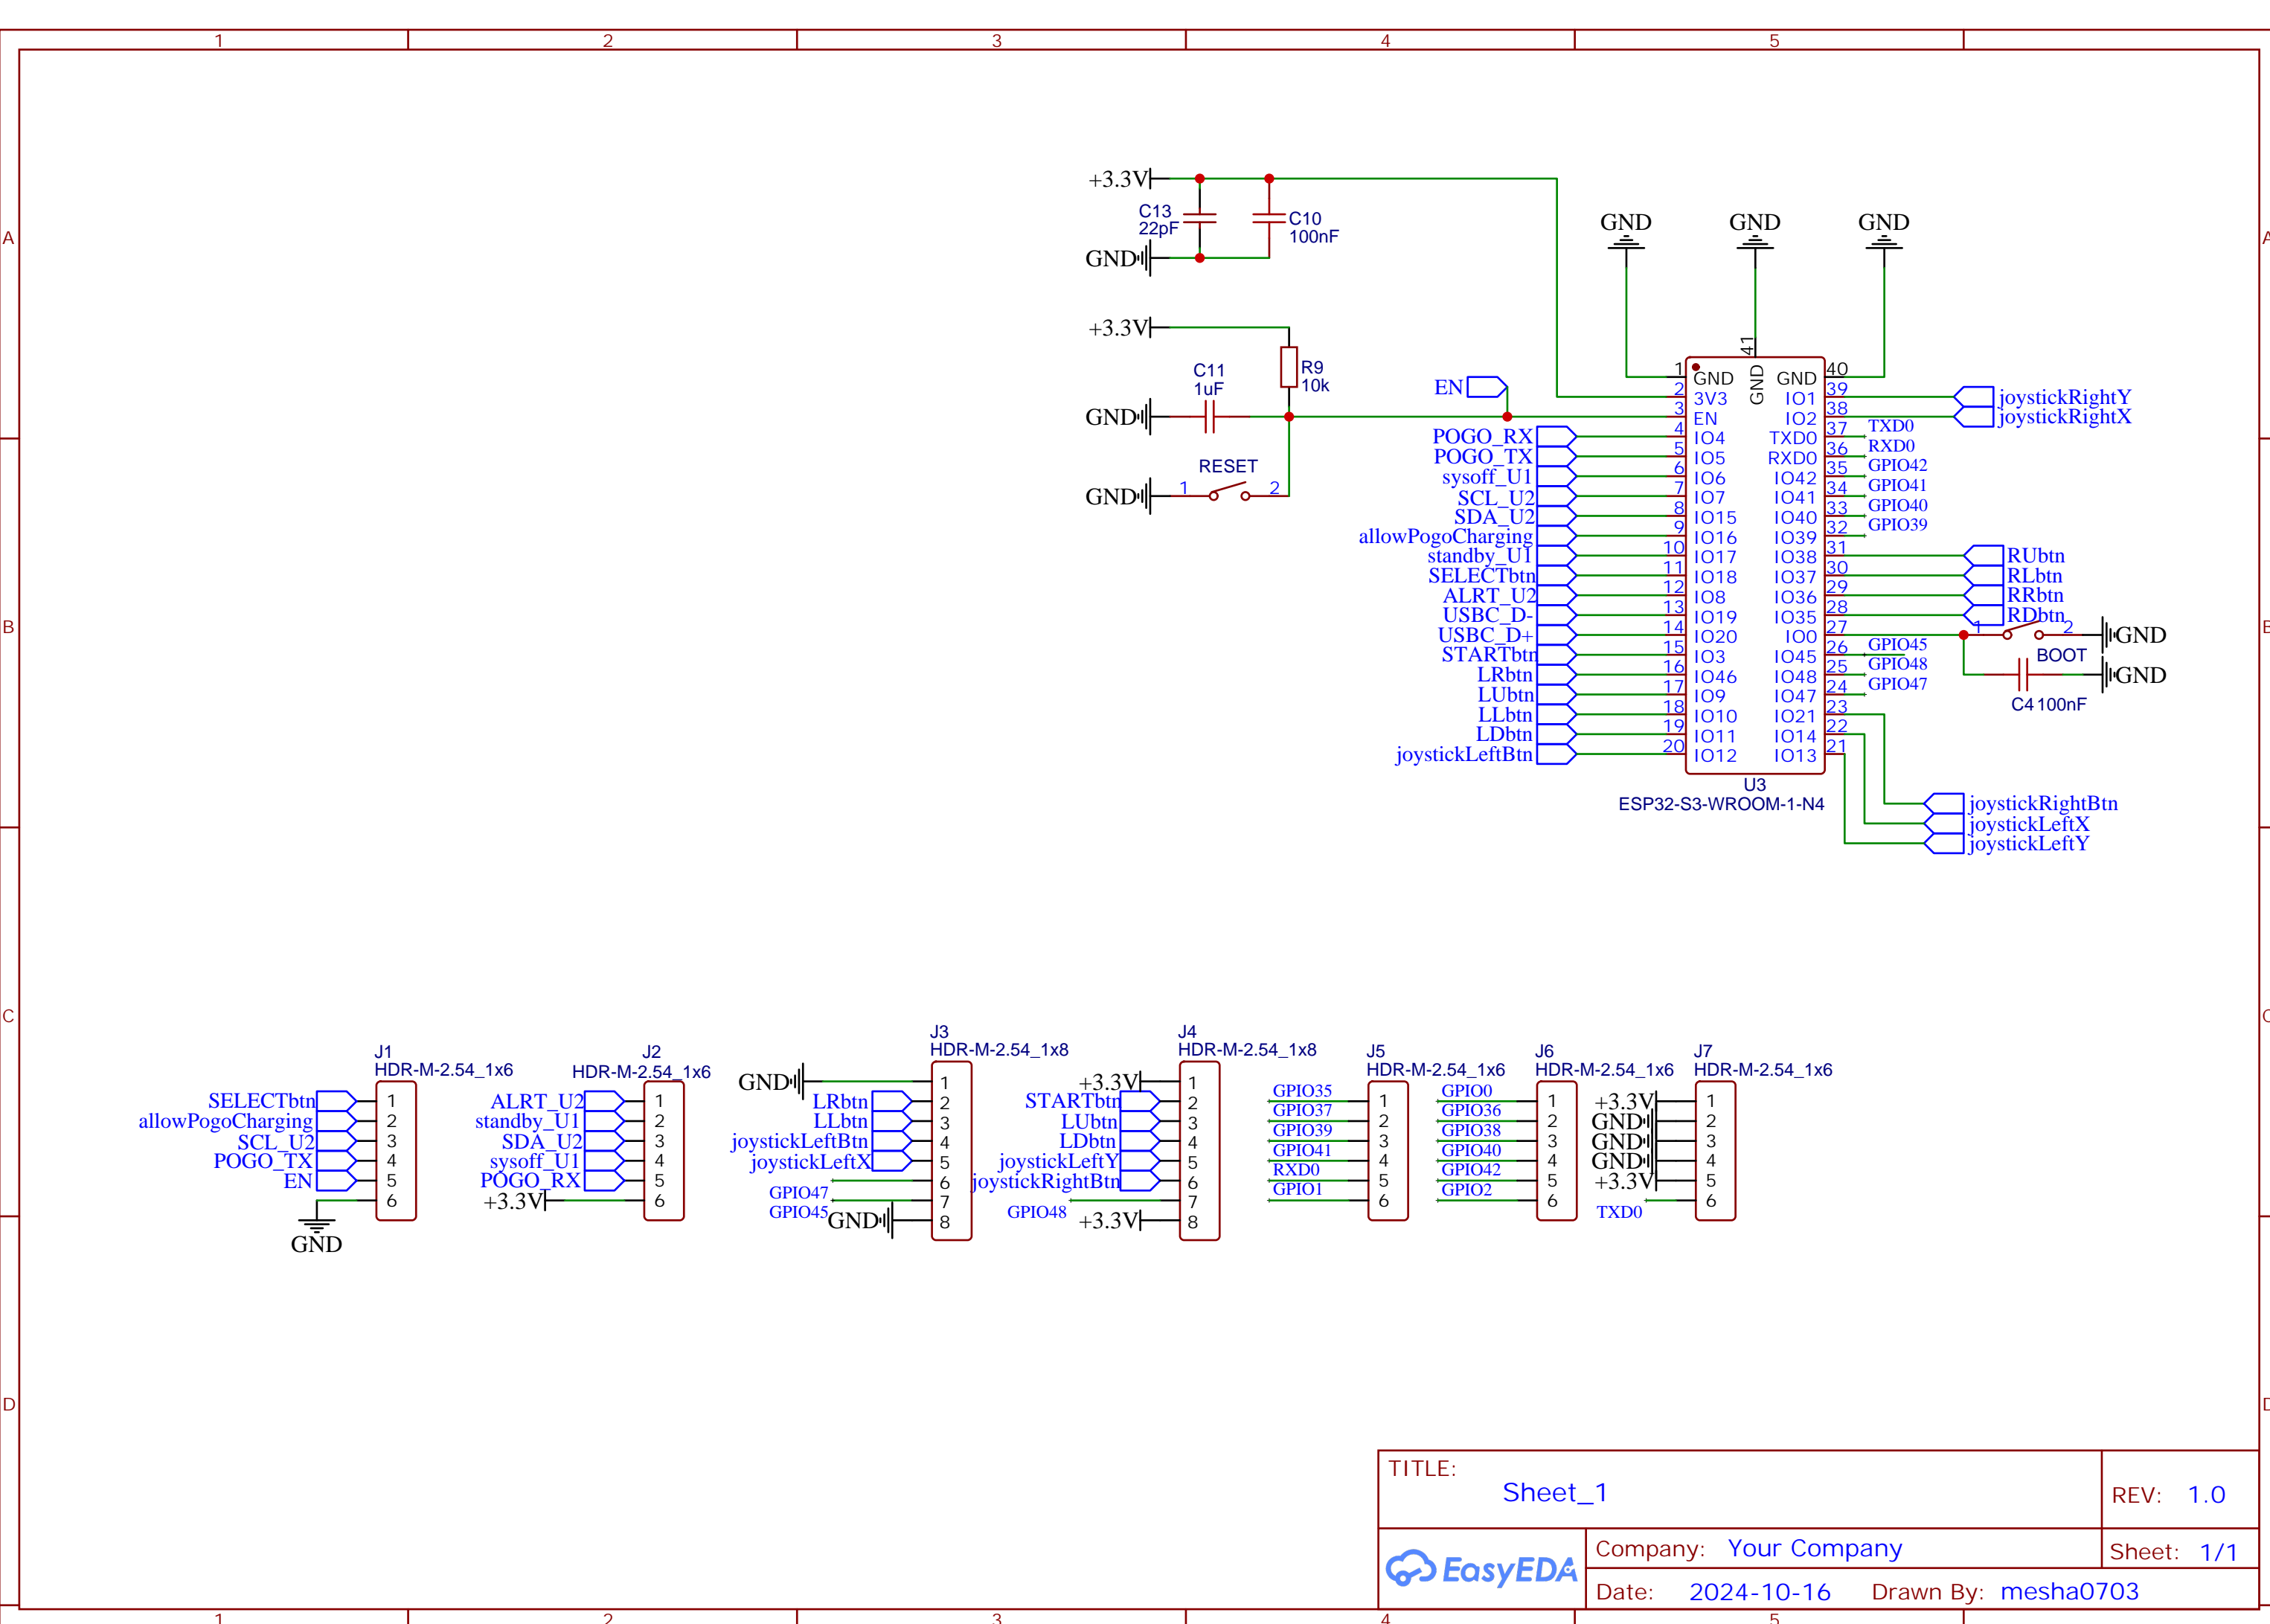 1 2 3 4 5
A A
B B
C C
D D
+3.3V
C13
22pF
C10
100nF
GND
+3.3V
R9
10k
C11
1uF
GND
RESET
GND 1 2
GND GND GND
EN
POGO_RX
POGO_TX
sysoff_U1
SCL_U2
SDA_U2
allowPogoCharging
standby_U1
SELECTbtn
ALRT_U2
USBC_D-
USBC_D+
STARTbtn
LRbtn
LUbtn
LLbtn
LDbtn
joystickLeftBtn
41 GND
1 GND GND 40
2 3V3 IO1 39
3 EN IO2 38
4 IO4 TXD0 37
5 IO5 RXD0 36
6 IO6 IO42 35
7 IO7 IO41 34
8 IO15 IO40 33
9 IO16 IO39 32
10 IO17 IO38 31
11 IO18 IO37 30
12 IO8 IO36 29
13 IO19 IO35 28
14 IO20 IO0 27
15 IO3 IO45 26
16 IO46 IO48 25
17 IO9 IO47 24
18 IO10 IO21 23
19 IO11 IO14 22
20 IO12 IO13 21
U3
ESP32-S3-WROOM-1-N4
joystickRightY
joystickRightX
TXD0
RXD0
GPIO42
GPIO41
GPIO40
GPIO39
RUbtn
RLbtn
RRbtn
RDbtn
1 2 GND
BOOT
GPIO45
GPIO48
GPIO47
GND
C4 100nF
joystickRightBtn
joystickLeftX
joystickLeftY
J1
HDR-M-2.54_1x6
SELECTbtn 1
allowPogoCharging 2
SCL_U2 3
POGO_TX 4
EN 5
6
GND
J2
HDR-M-2.54_1x6
ALRT_U2 1
standby_U1 2
SDA_U2 3
sysoff_U1 4
POGO_RX 5
+3.3V 6
J3
HDR-M-2.54_1x8
GND 1
LRbtn 2
LLbtn 3
joystickLeftBtn 4
joystickLeftX 5
6
GPIO47 7
GPIO45 GND 8
J4
HDR-M-2.54_1x8
+3.3V 1
STARTbtn 2
LUbtn 3
LDbtn 4
joystickLeftY 5
joystickRightBtn 6
7
GPIO48 +3.3V 8
J5
HDR-M-2.54_1x6
GPIO35 1
GPIO37 2
GPIO39 3
GPIO41 4
RXD0 5
GPIO1 6
J6
HDR-M-2.54_1x6
GPIO0 1
GPIO36 2
GPIO38 3
GPIO40 4
GPIO42 5
GPIO2 6
J7
HDR-M-2.54_1x6
+3.3V 1
GND 2
GND 3
GND 4
+3.3V 5
6
TXD0
TITLE:
Sheet_1
REV: 1.0
EasyEDA
Company: Your Company
Sheet: 1/1
Date: 2024-10-16 Drawn By: mesha0703
1 2 3 4 5